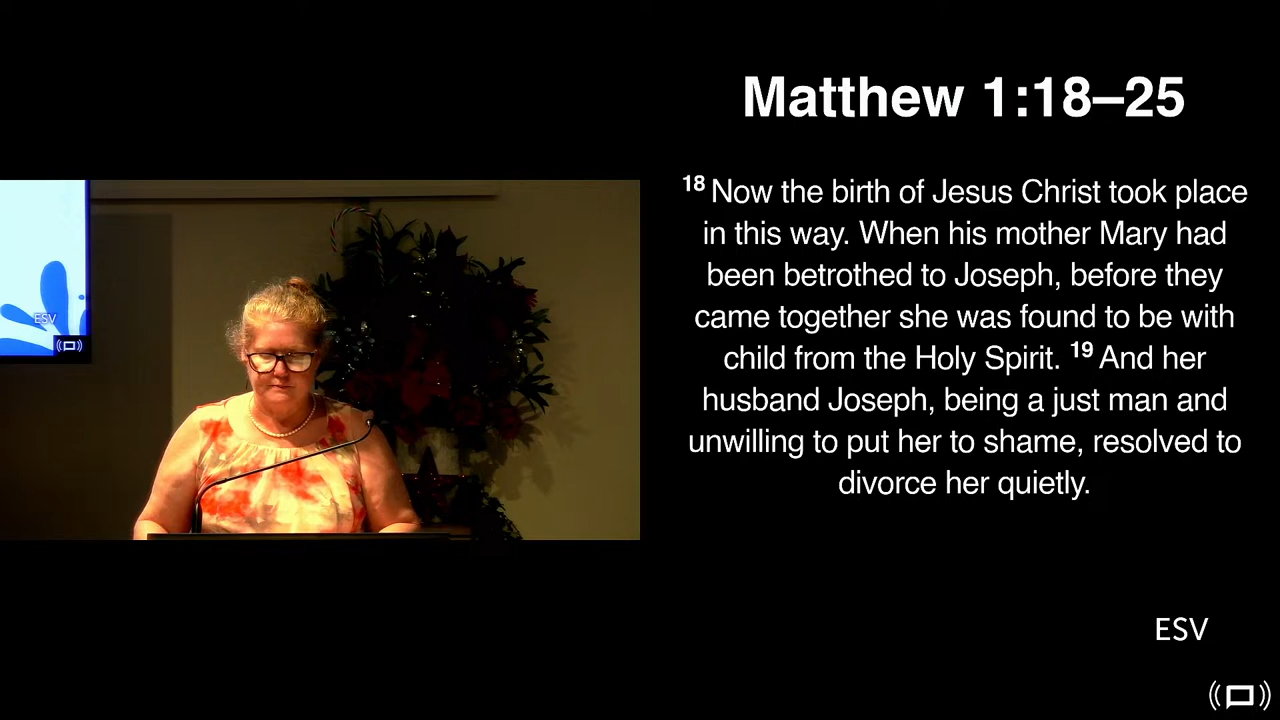 Matthew 1:18–25
18 Now the birth of Jesus Christ took place
in this way. When his mother Mary had
been betrothed to Joseph, before they
came together she was found to be with
child from the Holy Spirit. 19 And her
husband Joseph, being a just man and
unwilling to put her to shame, resolved to
divorce her quietly.
ESV
ESV